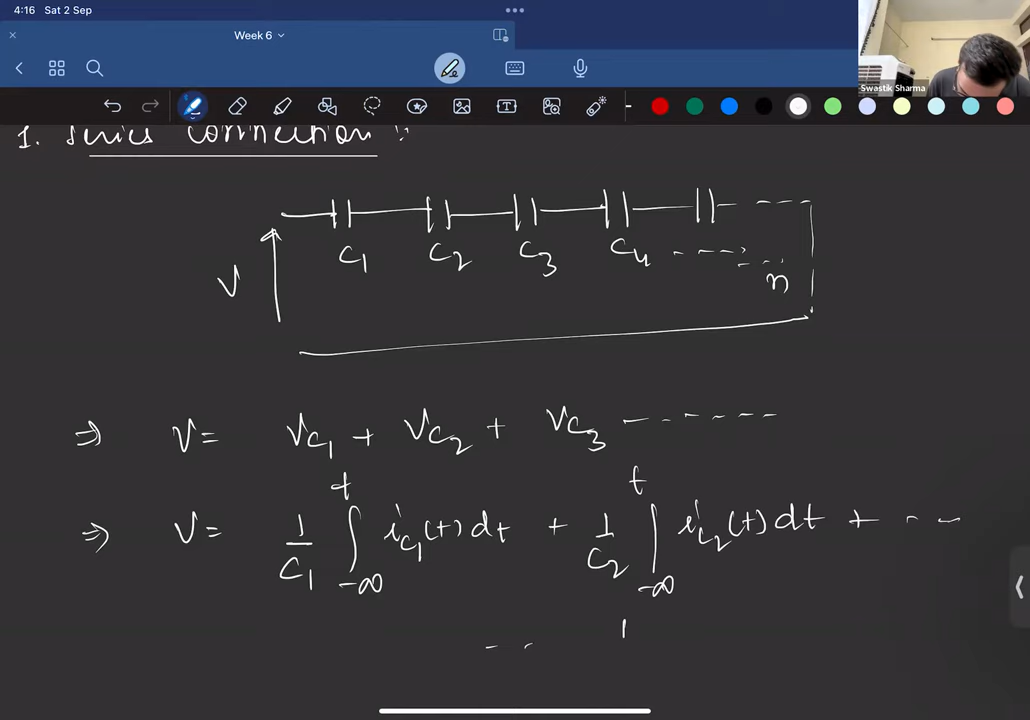 4:16 Sat 2 Sep
Week 6
Swastik Sharma
1. Series connection :
C1 C2 C3 C4 - - - -
- - - n
V
⇒ V = VC1 + VC2 + VC3 - - - - - -
⇒ V = 1/C1 ∫_{-∞}^{t} iC1(t) dt + 1/C2 ∫_{-∞}^{t} iC2(t) dt + - - -
- - 1